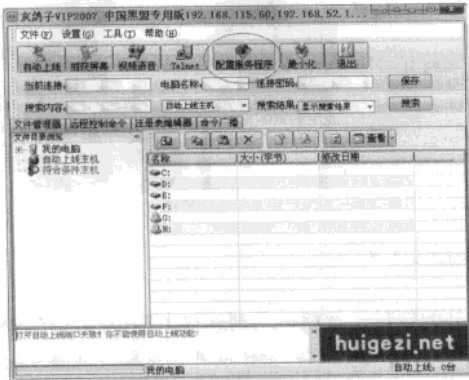 灰鸽子VIP2007 中国黑盟专用版[192.168.115.60,192.168.52.1...
文件(F) 设置(G) 工具(T) 帮助(H)
自动上线 捕获屏幕 视频语音 Telnet 配置服务程序 最小化 退出
当前连接: 电脑名称: 连接密码: 保存
搜索内容: 自动上线主机 搜索结果: 显示搜索结果 搜索
文件管理器 远程控制命令 注册表编辑器 命令广播
文件目录浏览 查看
我的电脑
自动上线主机
符合条件主机
名称 大小(字节) 修改日期
C:
D:
E:
F:
G:
H:
打开自动上线端口失败! 你不能使用自动上线功能!
huigezi.net
我的电脑 自动上线: 0台